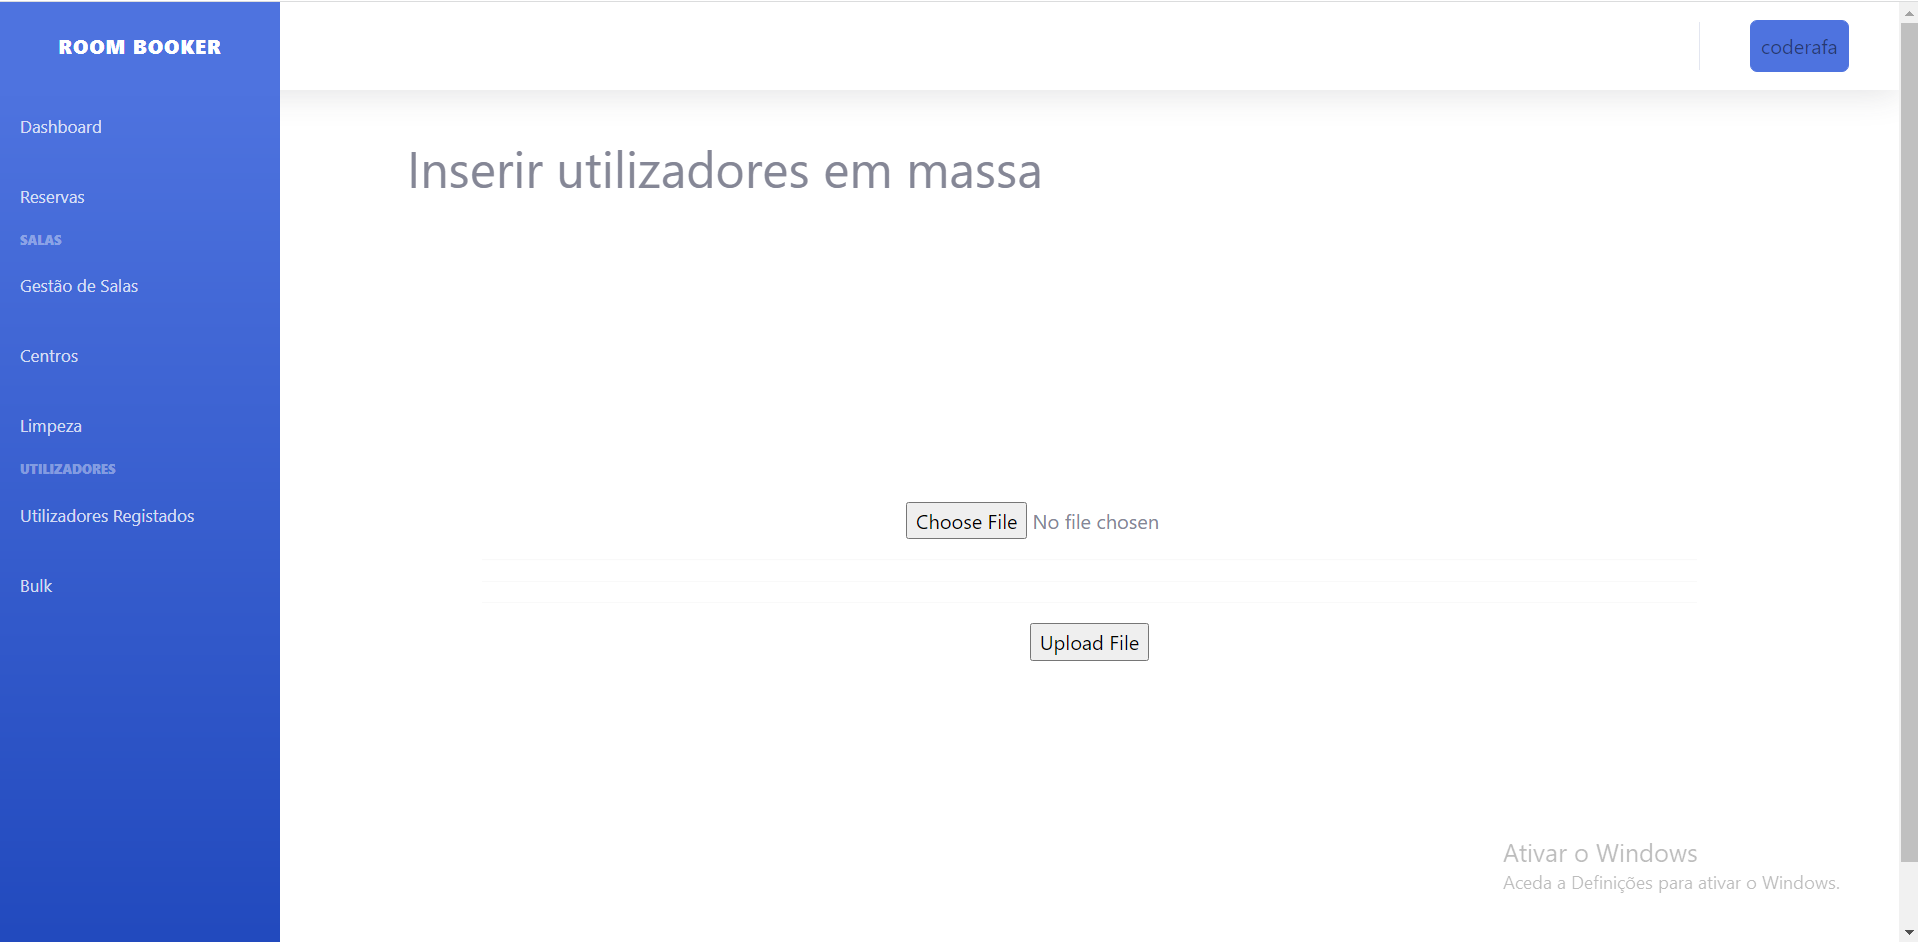 ROOM BOOKER
coderafa
Dashboard
Reservas
SALAS
Gestão de Salas
Centros
Limpeza
UTILIZADORES
Utilizadores Registados
Bulk
Inserir utilizadores em massa
Choose File No file chosen
Upload File
Ativar o Windows
Aceda a Definições para ativar o Windows.